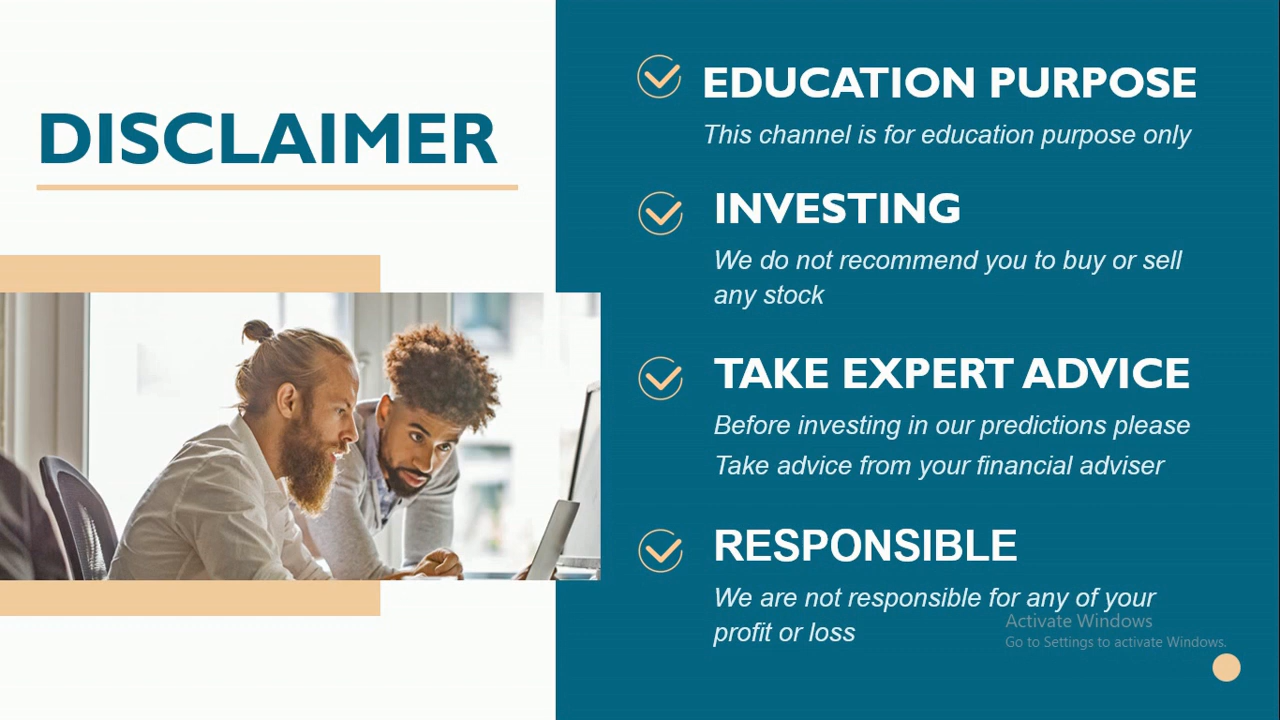 DISCLAIMER
EDUCATION PURPOSE
This channel is for education purpose only
INVESTING
We do not recommend you to buy or sell
any stock
TAKE EXPERT ADVICE
Before investing in our predictions please
Take advice from your financial adviser
RESPONSIBLE
We are not responsible for any of your
profit or loss
Activate Windows
Go to Settings to activate Windows.